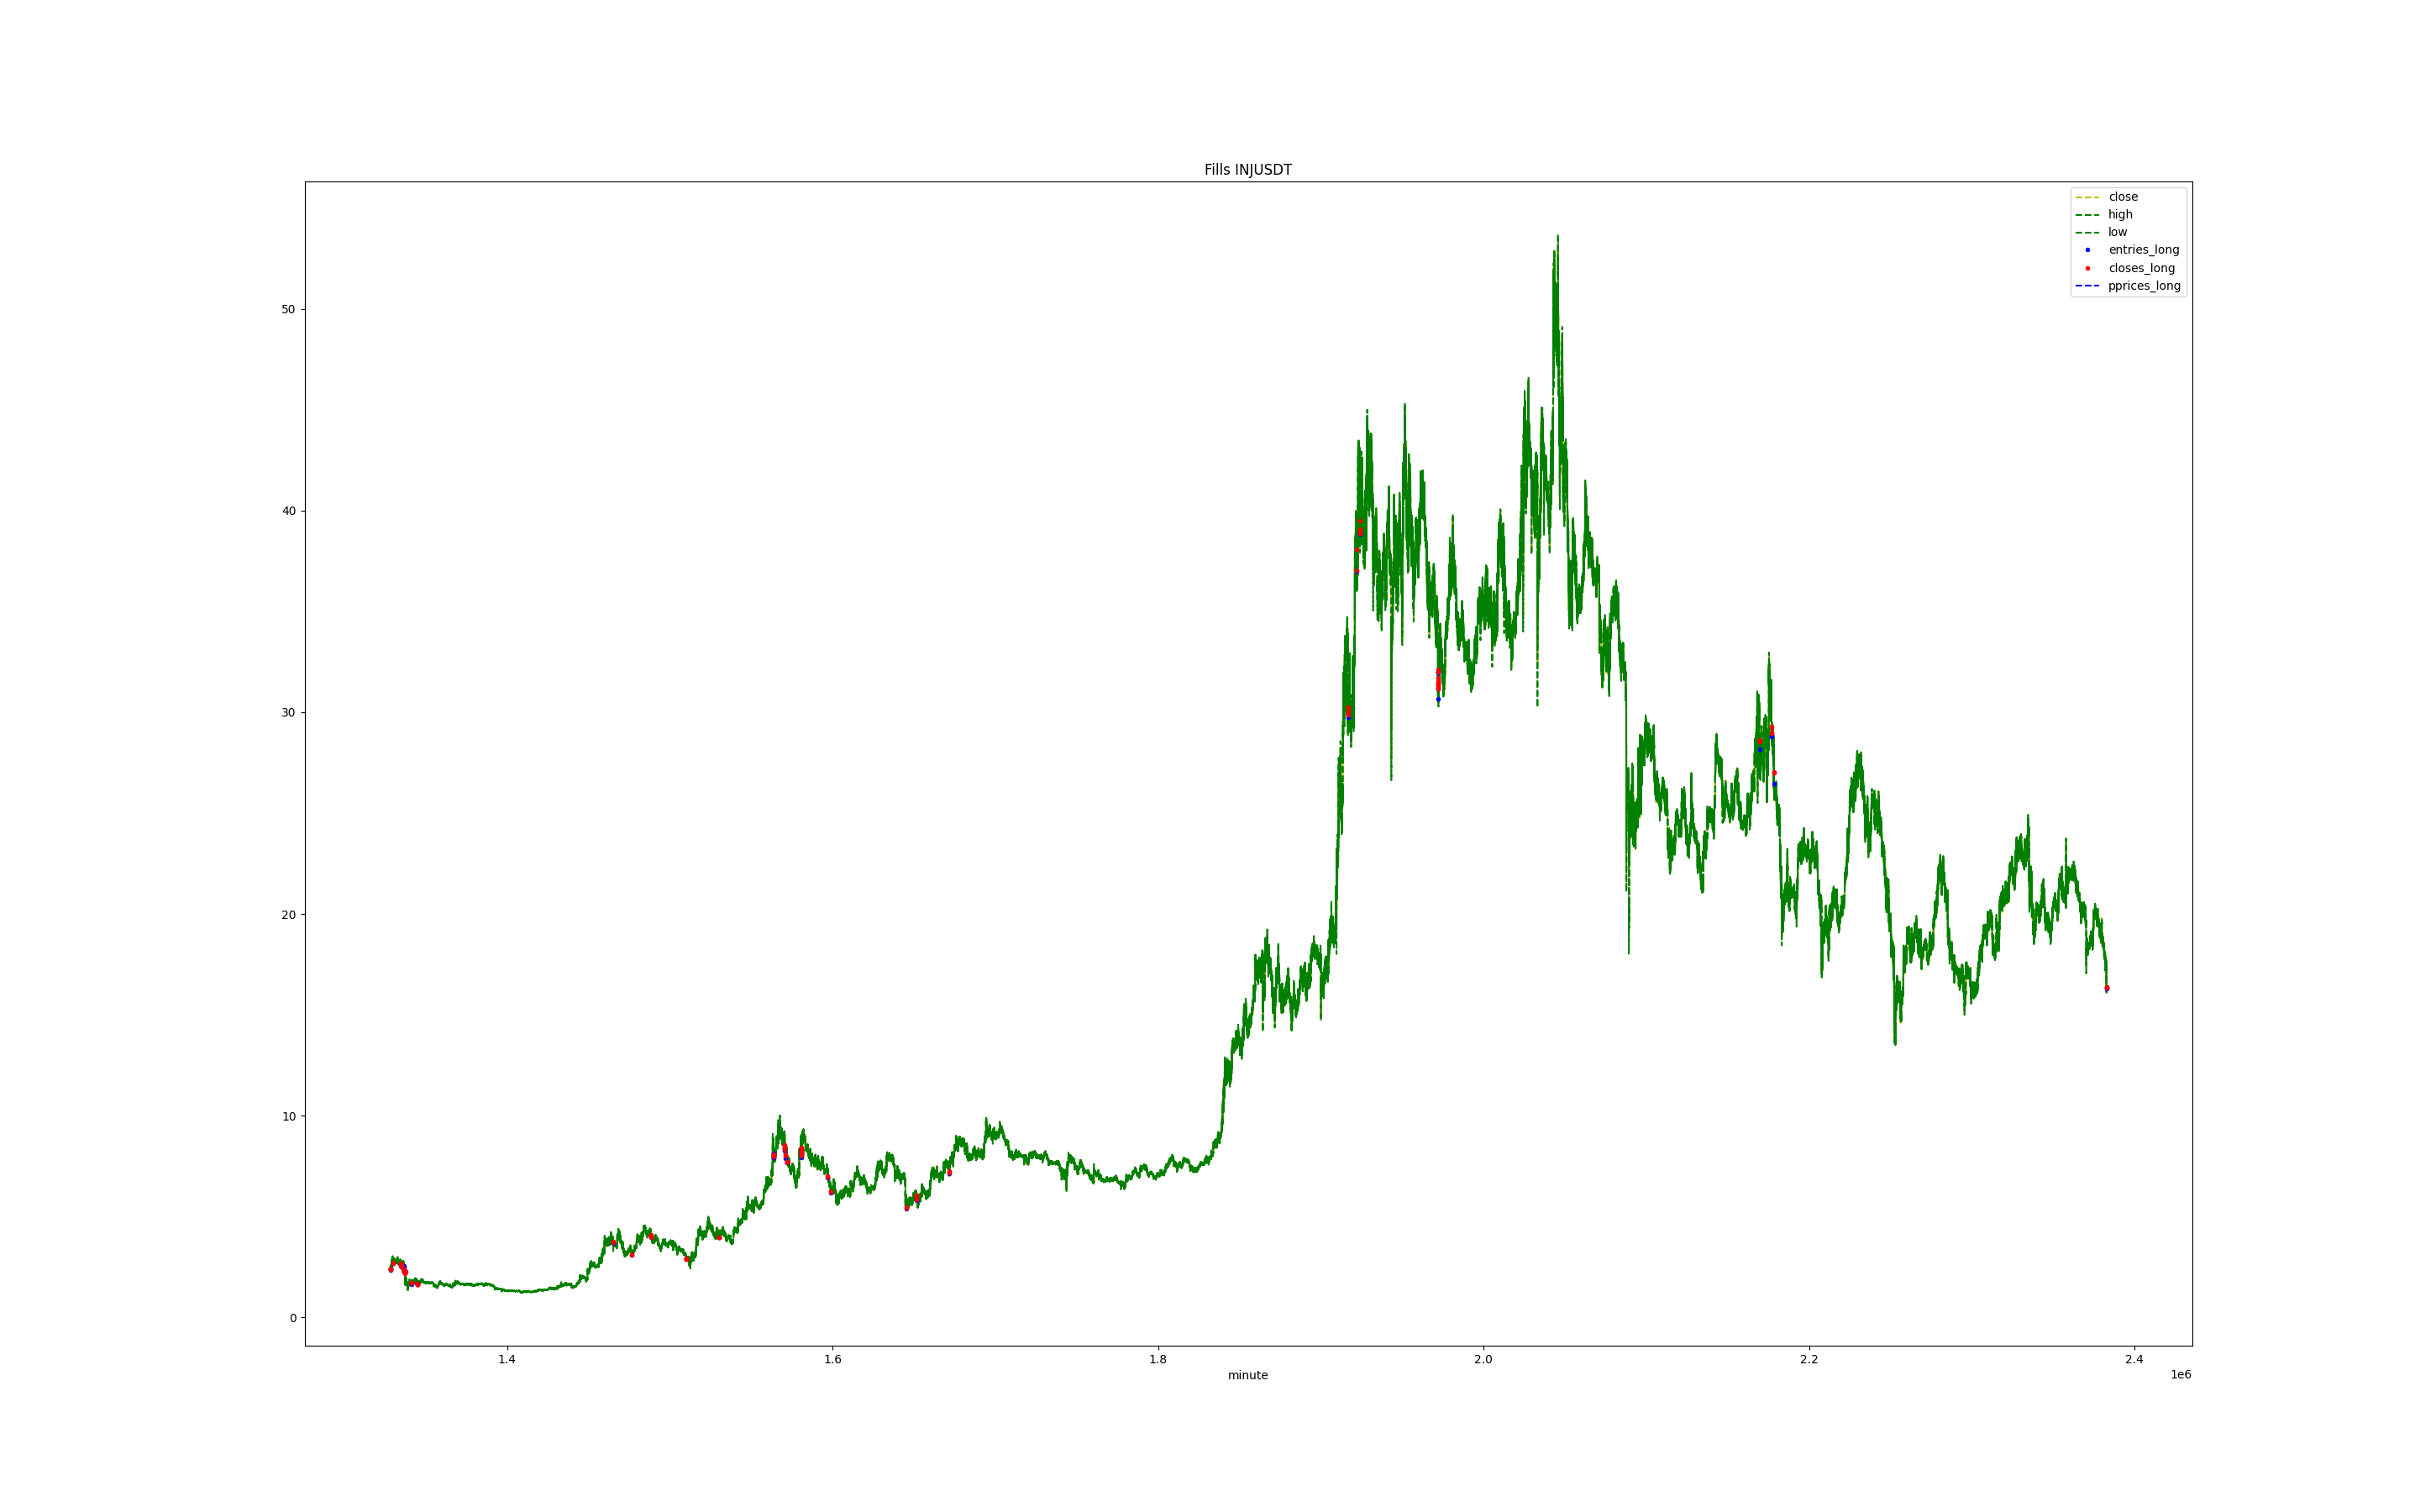 Fills INJUSDT
close
high
low
entries_long
closes_long
pprices_long
50
40
30
20
10
0
1.4 1.6 1.8 2.0 2.2 2.4
minute
1e6